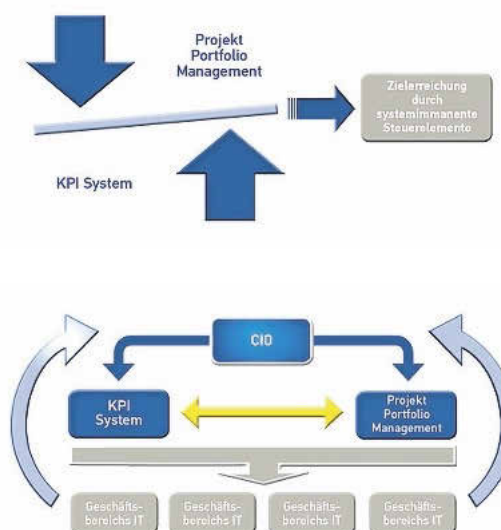 Projekt
Portfolio
Management
Zielerreichung
durch
systemimmanente
Steuerelemente
KPI System
CIO
KPI
System
Projekt
Portfolio
Management
Geschäfts-
bereichs IT
Geschäfts-
bereichs IT
Geschäfts-
bereichs IT
Geschäfts-
bereichs IT